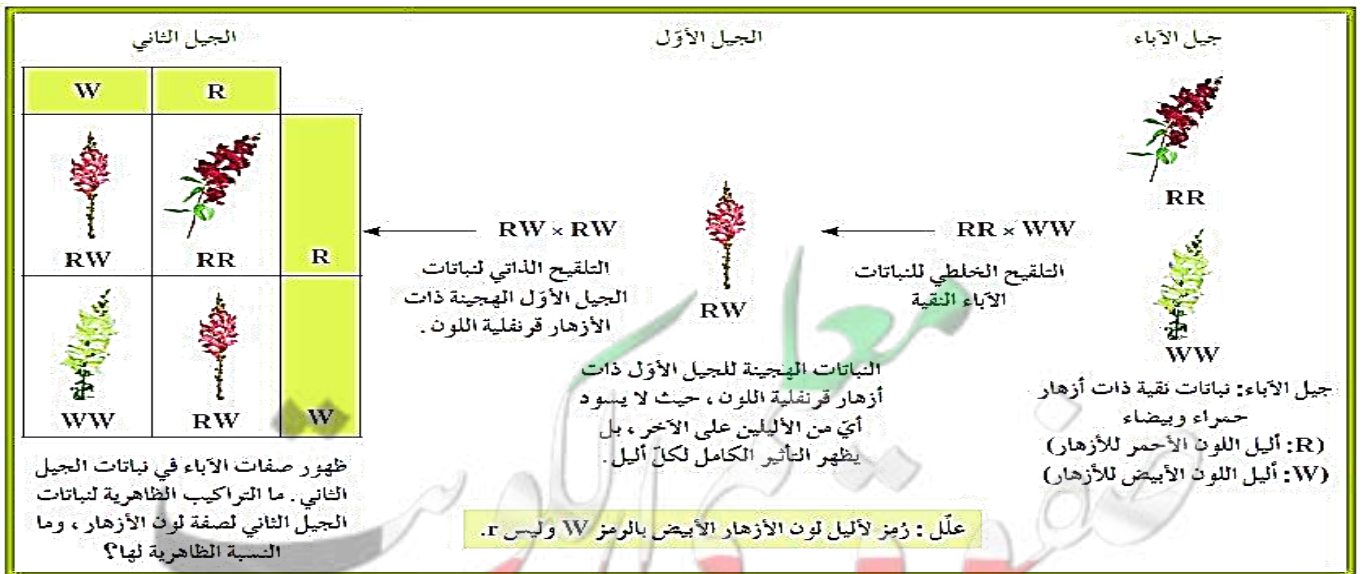 جيل الآباء
RR
WW
جيل الآباء: نباتات نقية ذات أزهار
حمراء وبيضاء
(R: أليل اللون الأحمر للأزهار)
(W: أليل اللون الأبيض للأزهار)
RR × WW
التلقيح الخلطي للنباتات
الآباء النقية
الجيل الأوّل
RW
النباتات الهجينة للجيل الأوّل ذات
أزهار قرنفلية اللون، حيث لا يسود
أيّ من الأليلين على الآخر، بل
يظهر التأثير الكامل لكلّ أليل.
RW × RW
التلقيح الذاتي لنباتات
الجيل الأوّل الهجينة ذات
الأزهار قرنفلية اللون.
الجيل الثاني
R W
R RR RW
W RW WW
ظهور صفات الآباء في نباتات الجيل
الثاني. ما التراكيب الظاهرية لنباتات
الجيل الثاني لصفة لون الأزهار، وما
النسبة الظاهرية لها؟
علّل: رُمِز لأليل لون الأزهار الأبيض بالرمز W وليس r.